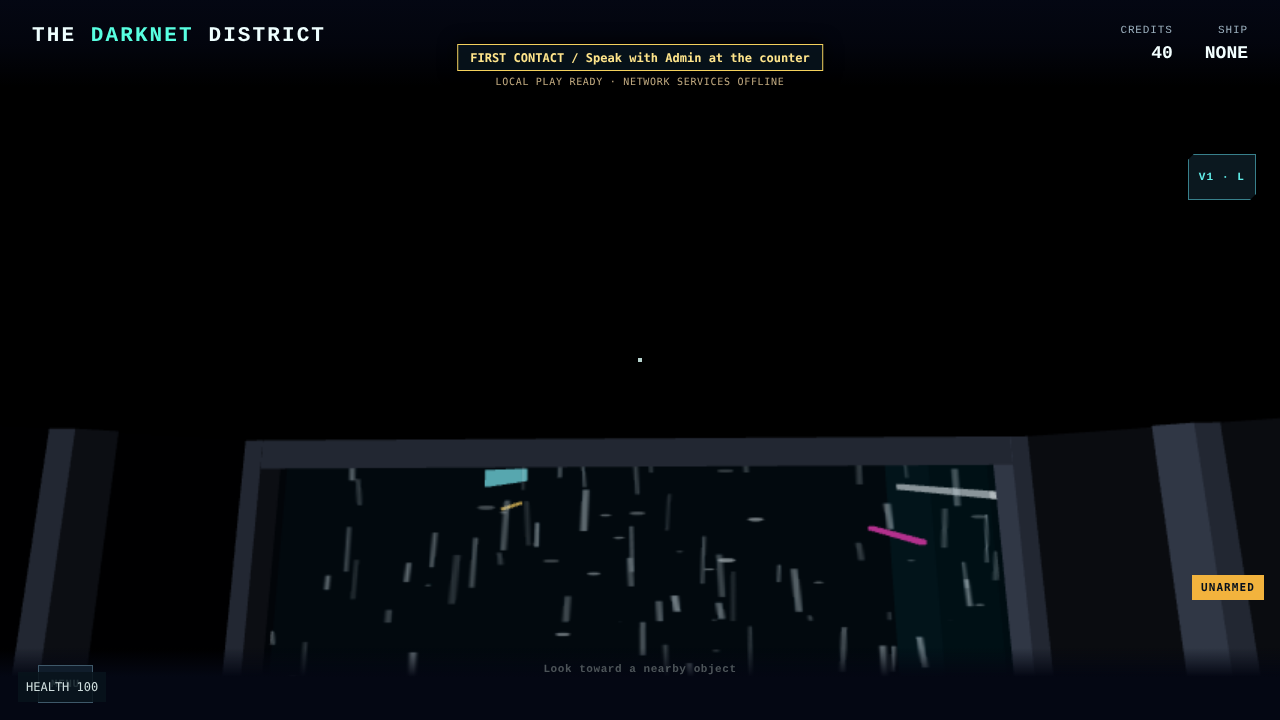 THE DARKNET DISTRICT
FIRST CONTACT / Speak with Admin at the counter
LOCAL PLAY READY · NETWORK SERVICES OFFLINE
CREDITS
40
SHIP
NONE
V1 · L
UNARMED
Look toward a nearby object
HEALTH 100